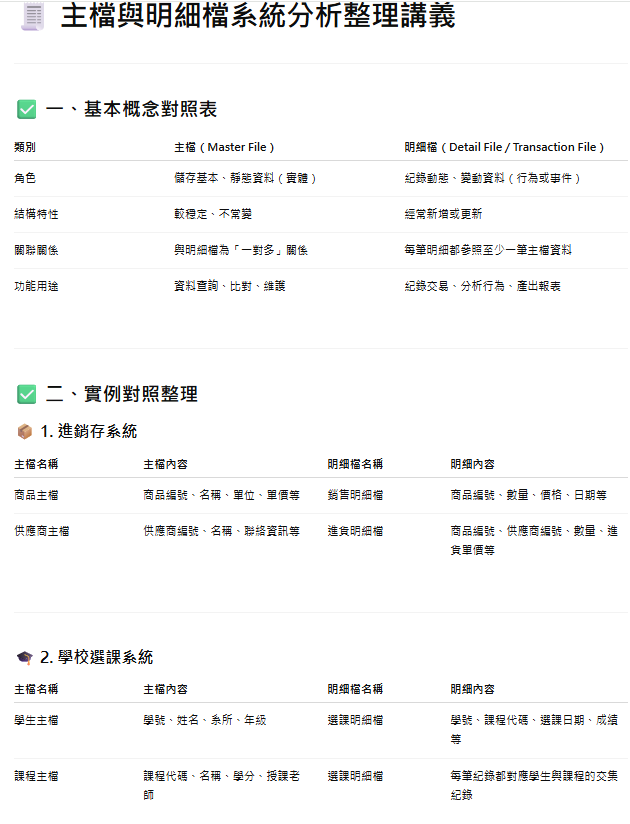 主檔與明細檔系統分析整理講義
一、基本概念對照表
類別 主檔（Master File） 明細檔（Detail File / Transaction File）
角色 儲存基本、靜態資料（實體） 紀錄動態、變動資料（行為或事件）
結構特性 較穩定、不常變 經常新增或更新
關聯關係 與明細檔為「一對多」關係 每筆明細都參照至少一筆主檔資料
功能用途 資料查詢、比對、維護 紀錄交易、分析行為、產出報表
二、實例對照整理
1. 進銷存系統
主檔名稱 主檔內容 明細檔名稱 明細內容
商品主檔 商品編號、名稱、單位、單價等 銷售明細檔 商品編號、數量、價格、日期等
供應商主檔 供應商編號、名稱、聯絡資訊等 進貨明細檔 商品編號、供應商編號、數量、進
貨單價等
2. 學校選課系統
主檔名稱 主檔內容 明細檔名稱 明細內容
學生主檔 學號、姓名、系所、年級 選課明細檔 學號、課程代碼、選課日期、成績
等
課程主檔 課程代碼、名稱、學分、授課老 選課明細檔 每筆紀錄都對應學生與課程的交集
師 紀錄